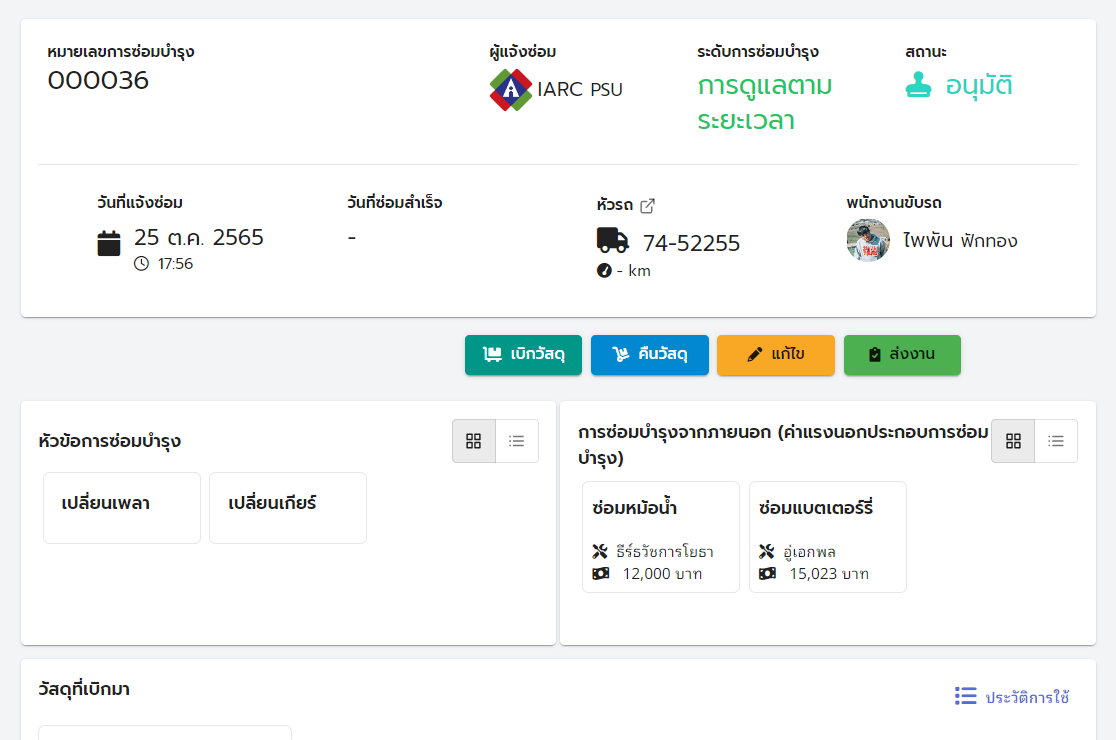 หมายเลขการซ่อมบำรุง
000036
ผู้แจ้งซ่อม
IARC PSU
ระดับการซ่อมบำรุง
การดูแลตาม
ระยะเวลา
สถานะ
อนุมัติ
วันที่แจ้งซ่อม
25 ต.ค. 2565
17:56
วันที่ซ่อมสำเร็จ
-
หัวรถ
74-52255
- km
พนักงานขับรถ
ไพพัน ฟักทอง
เบิกวัสดุ
คืนวัสดุ
แก้ไข
ส่งงาน
หัวข้อการซ่อมบำรุง
เปลี่ยนเพลา
เปลี่ยนเกียร์
การซ่อมบำรุงจากภายนอก (ค่าแรงนอกประกอบการซ่อม
บำรุง)
ซ่อมหม้อน้ำ
ธีร์ธวัชการโยธา
12,000 บาท
ซ่อมแบตเตอร์รี่
อู่เอกพล
15,023 บาท
วัสดุที่เบิกมา
ประวัติการใช้